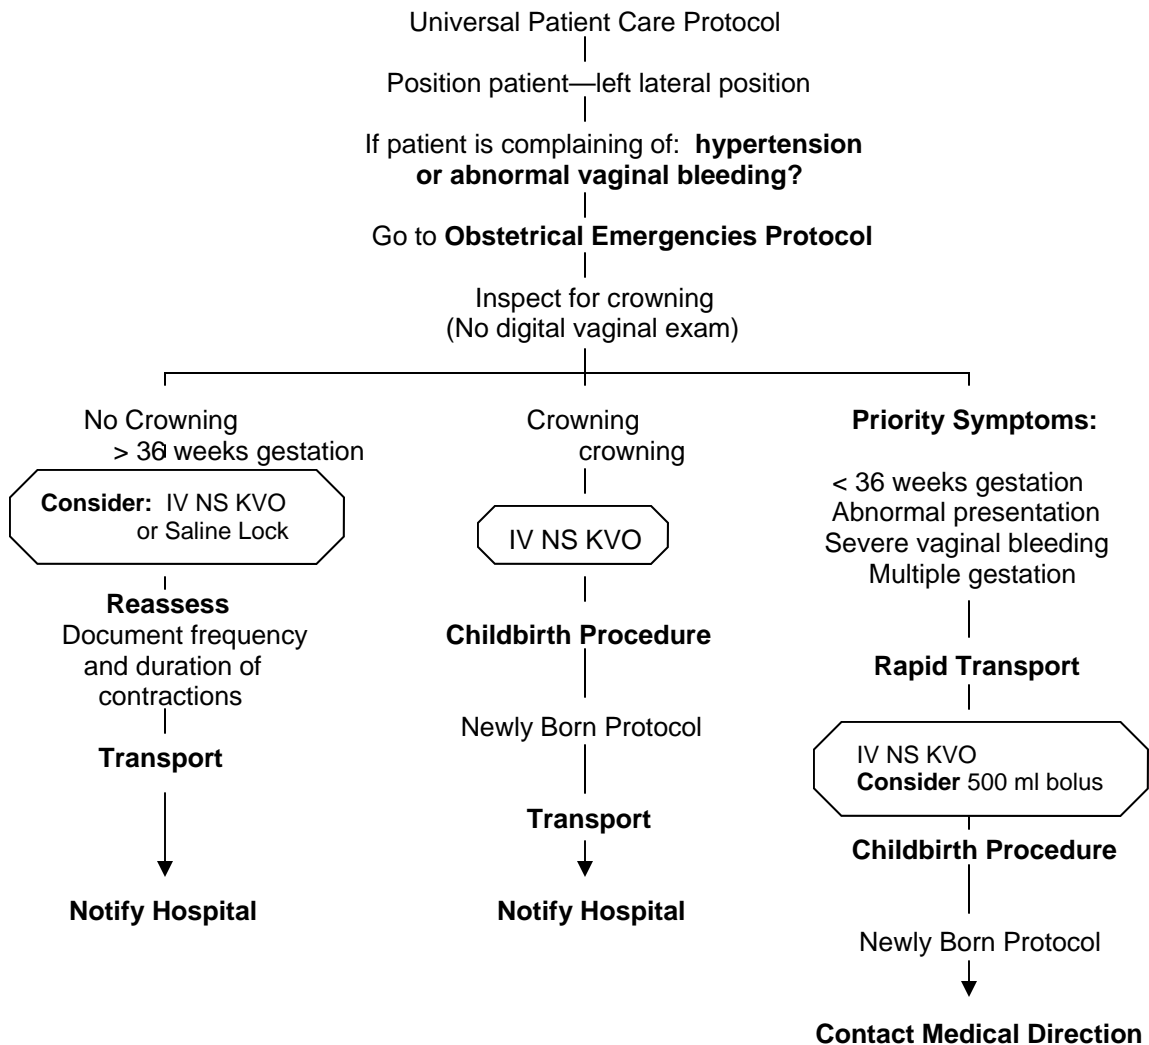 Universal Patient Care Protocol
Position patient—left lateral position
If patient is complaining of: hypertension
or abnormal vaginal bleeding?
Go to Obstetrical Emergencies Protocol
Inspect for crowning
(No digital vaginal exam)
No Crowning
> 36 weeks gestation
Consider: IV NS KVO
or Saline Lock
Reassess
Document frequency
and duration of
contractions
Transport
Notify Hospital
Crowning
crowning
IV NS KVO
Childbirth Procedure
Newly Born Protocol
Transport
Notify Hospital
Priority Symptoms:
< 36 weeks gestation
Abnormal presentation
Severe vaginal bleeding
Multiple gestation
Rapid Transport
IV NS KVO
Consider 500 ml bolus
Childbirth Procedure
Newly Born Protocol
Contact Medical Direction